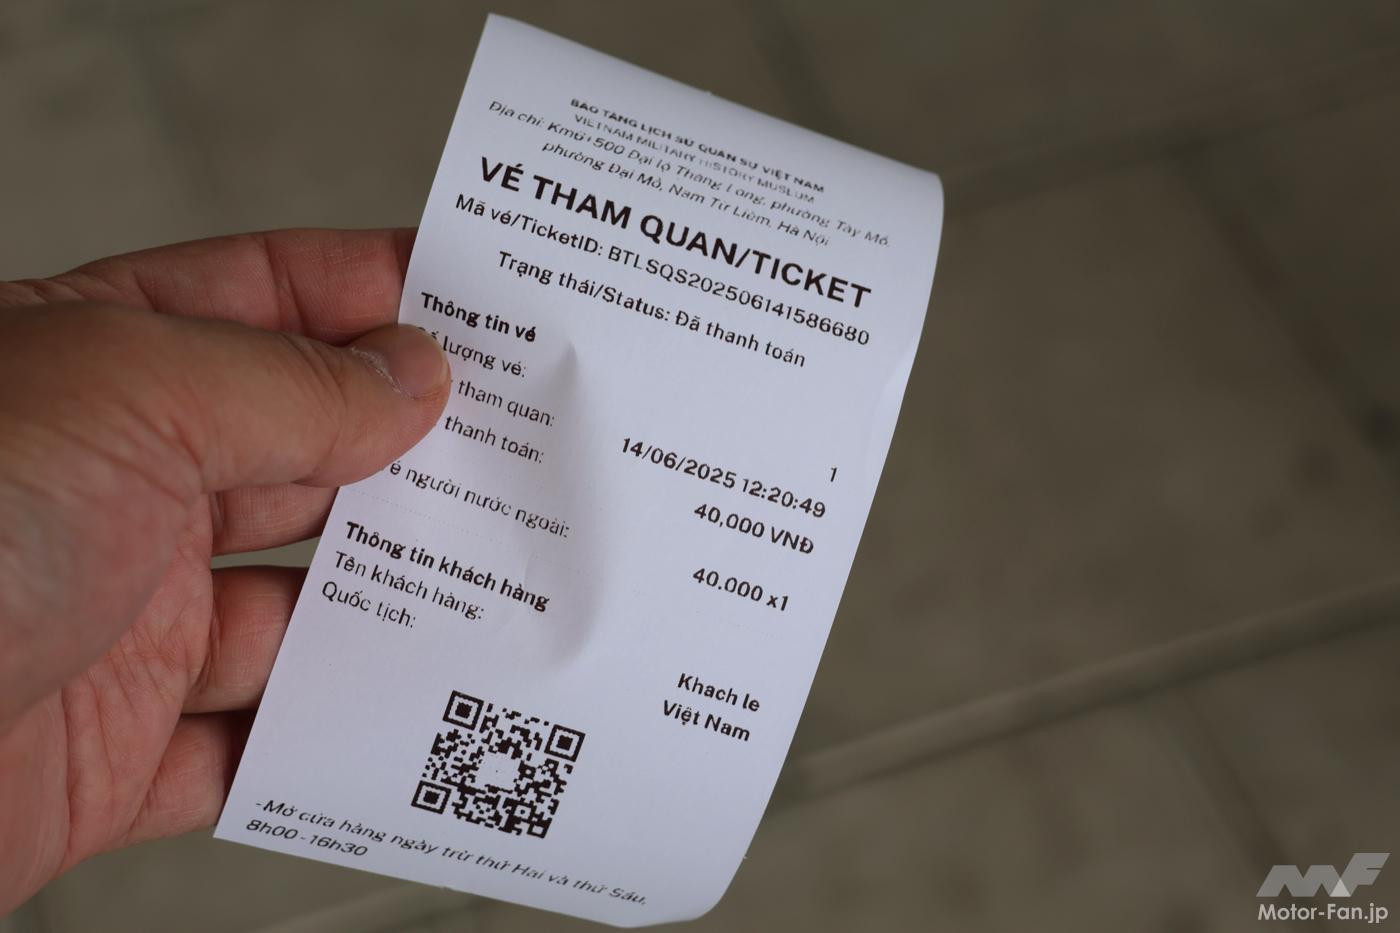 BẢO TÀNG LỊCH SỬ QUÂN SỰ VIỆT NAM
VIETNAM MILITARY HISTORY MUSEUM
Địa chỉ: Km6+500 Đại lộ Thăng Long, phường Tây Mỗ,
phường Đại Mỗ, Nam Từ Liêm, Hà Nội
VÉ THAM QUAN/TICKET
Mã vé/TicketID: BTLSQS20250614158668​0
Trạng thái/Status: Đã thanh toán
Thông tin vé
lượng vé: 1
tham quan: 14/06/2025 12:20:49
thanh toán: 40,000 VNĐ
é người nước ngoài: 40.000 x1
Thông tin khách hàng
Tên khách hàng: Khach le
Quốc tịch: Việt Nam
- Mở cửa hàng ngày trừ thứ Hai và thứ Sáu,
8h00 - 16h30
MF
Motor-Fan.jp